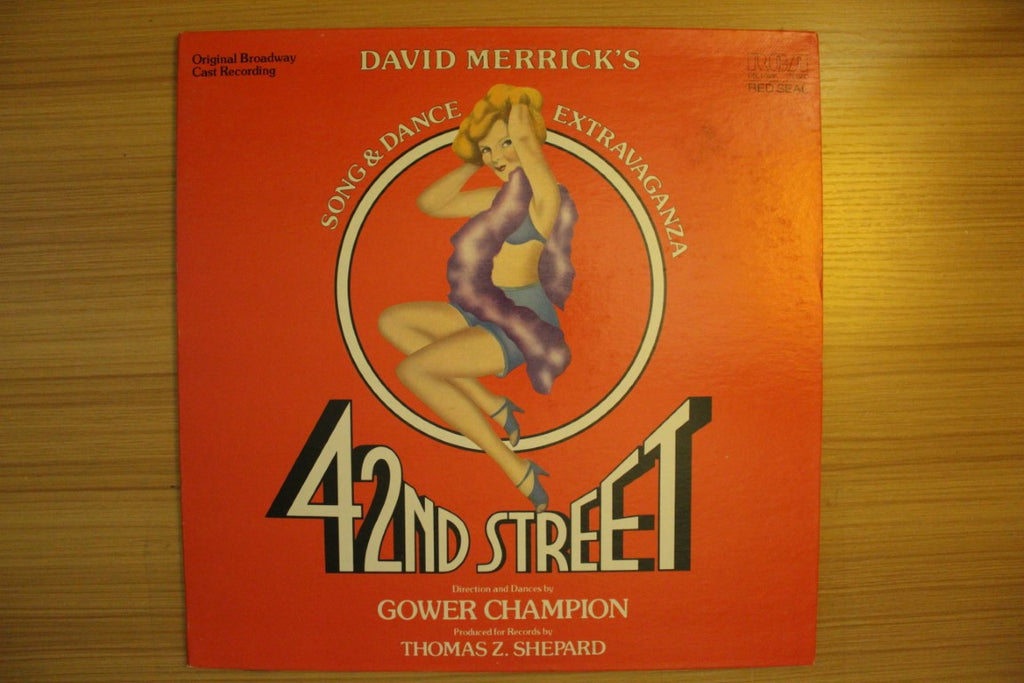 Original Broadway
Cast Recording
DAVID MERRICK'S
RCA
RED SEAL
SONG & DANCE EXTRAVAGANZA
42ND STREET
Direction and Dances by
GOWER CHAMPION
Produced for Records by
THOMAS Z. SHEPARD